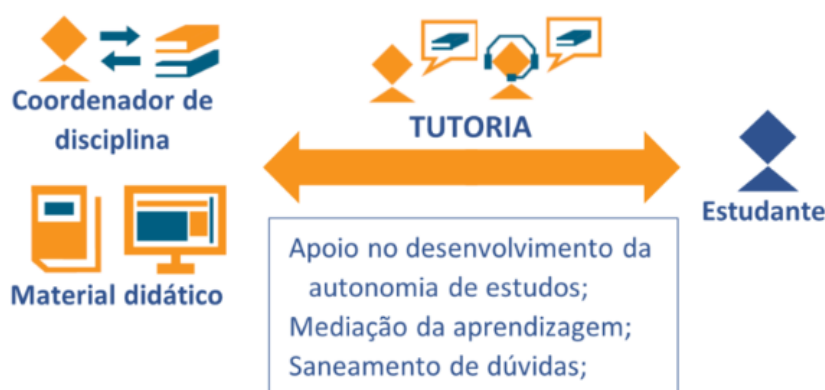 Coordenador de
disciplina
Material didático
TUTORIA
Apoio no desenvolvimento da
autonomia de estudos;
Mediação da aprendizagem;
Saneamento de dúvidas;
Estudante